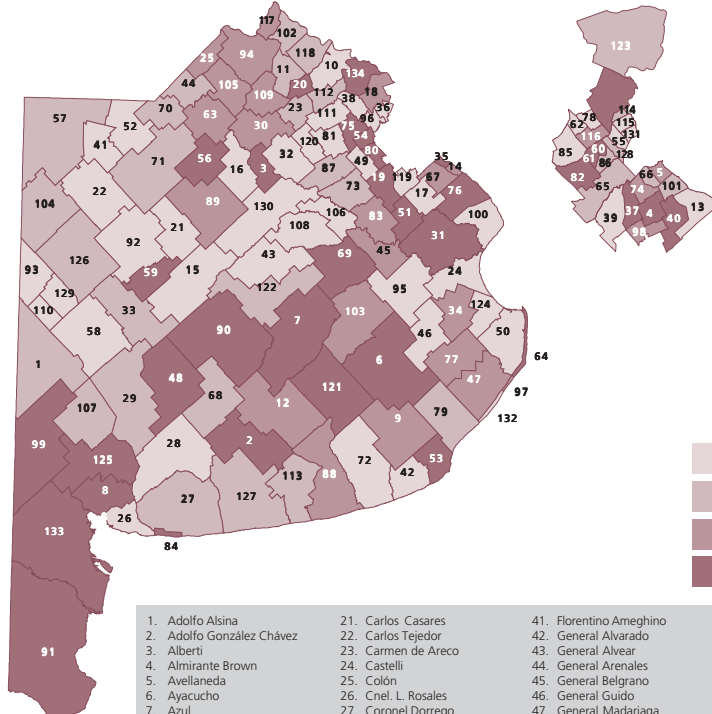 117
102
25 94 118 123
11 10 134
44 105 20 112 18
109 38 36
57 70 63 23 111 96
52 30 75 54
41 56 120 81 80
71 16 3 32 49 35
87 19 119 67 14
22 73 17 76
104 89 130 106 83 51 100
21 108 31
92 45
126 43 69
93 59 15 24
129 122 95
110 33 103 34 124
58 90 7 46 50
1 6 77 64
48 121 47
29 68 97
107 12 79 132
9
99 28 2
125 72 53
113 88 42
8
27 127
26
133
84
91
114
78 115
62
116 131
55
60
85 61 86 128
82 66 5
65 74 101
37 4 13
39 40
98
1. Adolfo Alsina 21. Carlos Casares 41. Florentino Ameghino
2. Adolfo González Chávez 22. Carlos Tejedor 42. General Alvarado
3. Alberti 23. Carmen de Areco 43. General Alvear
4. Almirante Brown 24. Castelli 44. General Arenales
5. Avellaneda 25. Colón 45. General Belgrano
6. Ayacucho 26. Cnel. L. Rosales 46. General Guido
7. Azul 27. Coronel Dorrego 47. General Madariaga